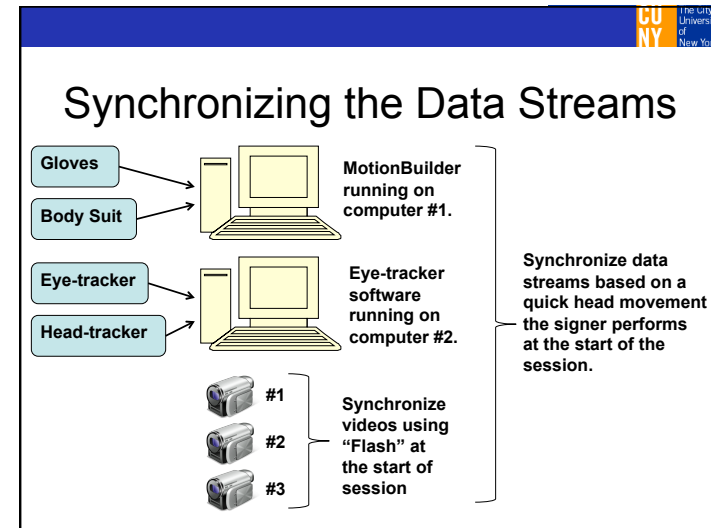 CU
NY
The City
Universi
of
New Yo
Synchronizing the Data Streams
Gloves
Body Suit
MotionBuilder
running on
computer #1.
Eye-tracker
Head-tracker
Eye-tracker
software
running on
computer #2.
#1
#2
#3
Synchronize
videos using
“Flash” at
the start of
session
Synchronize data
streams based on a
quick head movement
the signer performs
at the start of the
session.